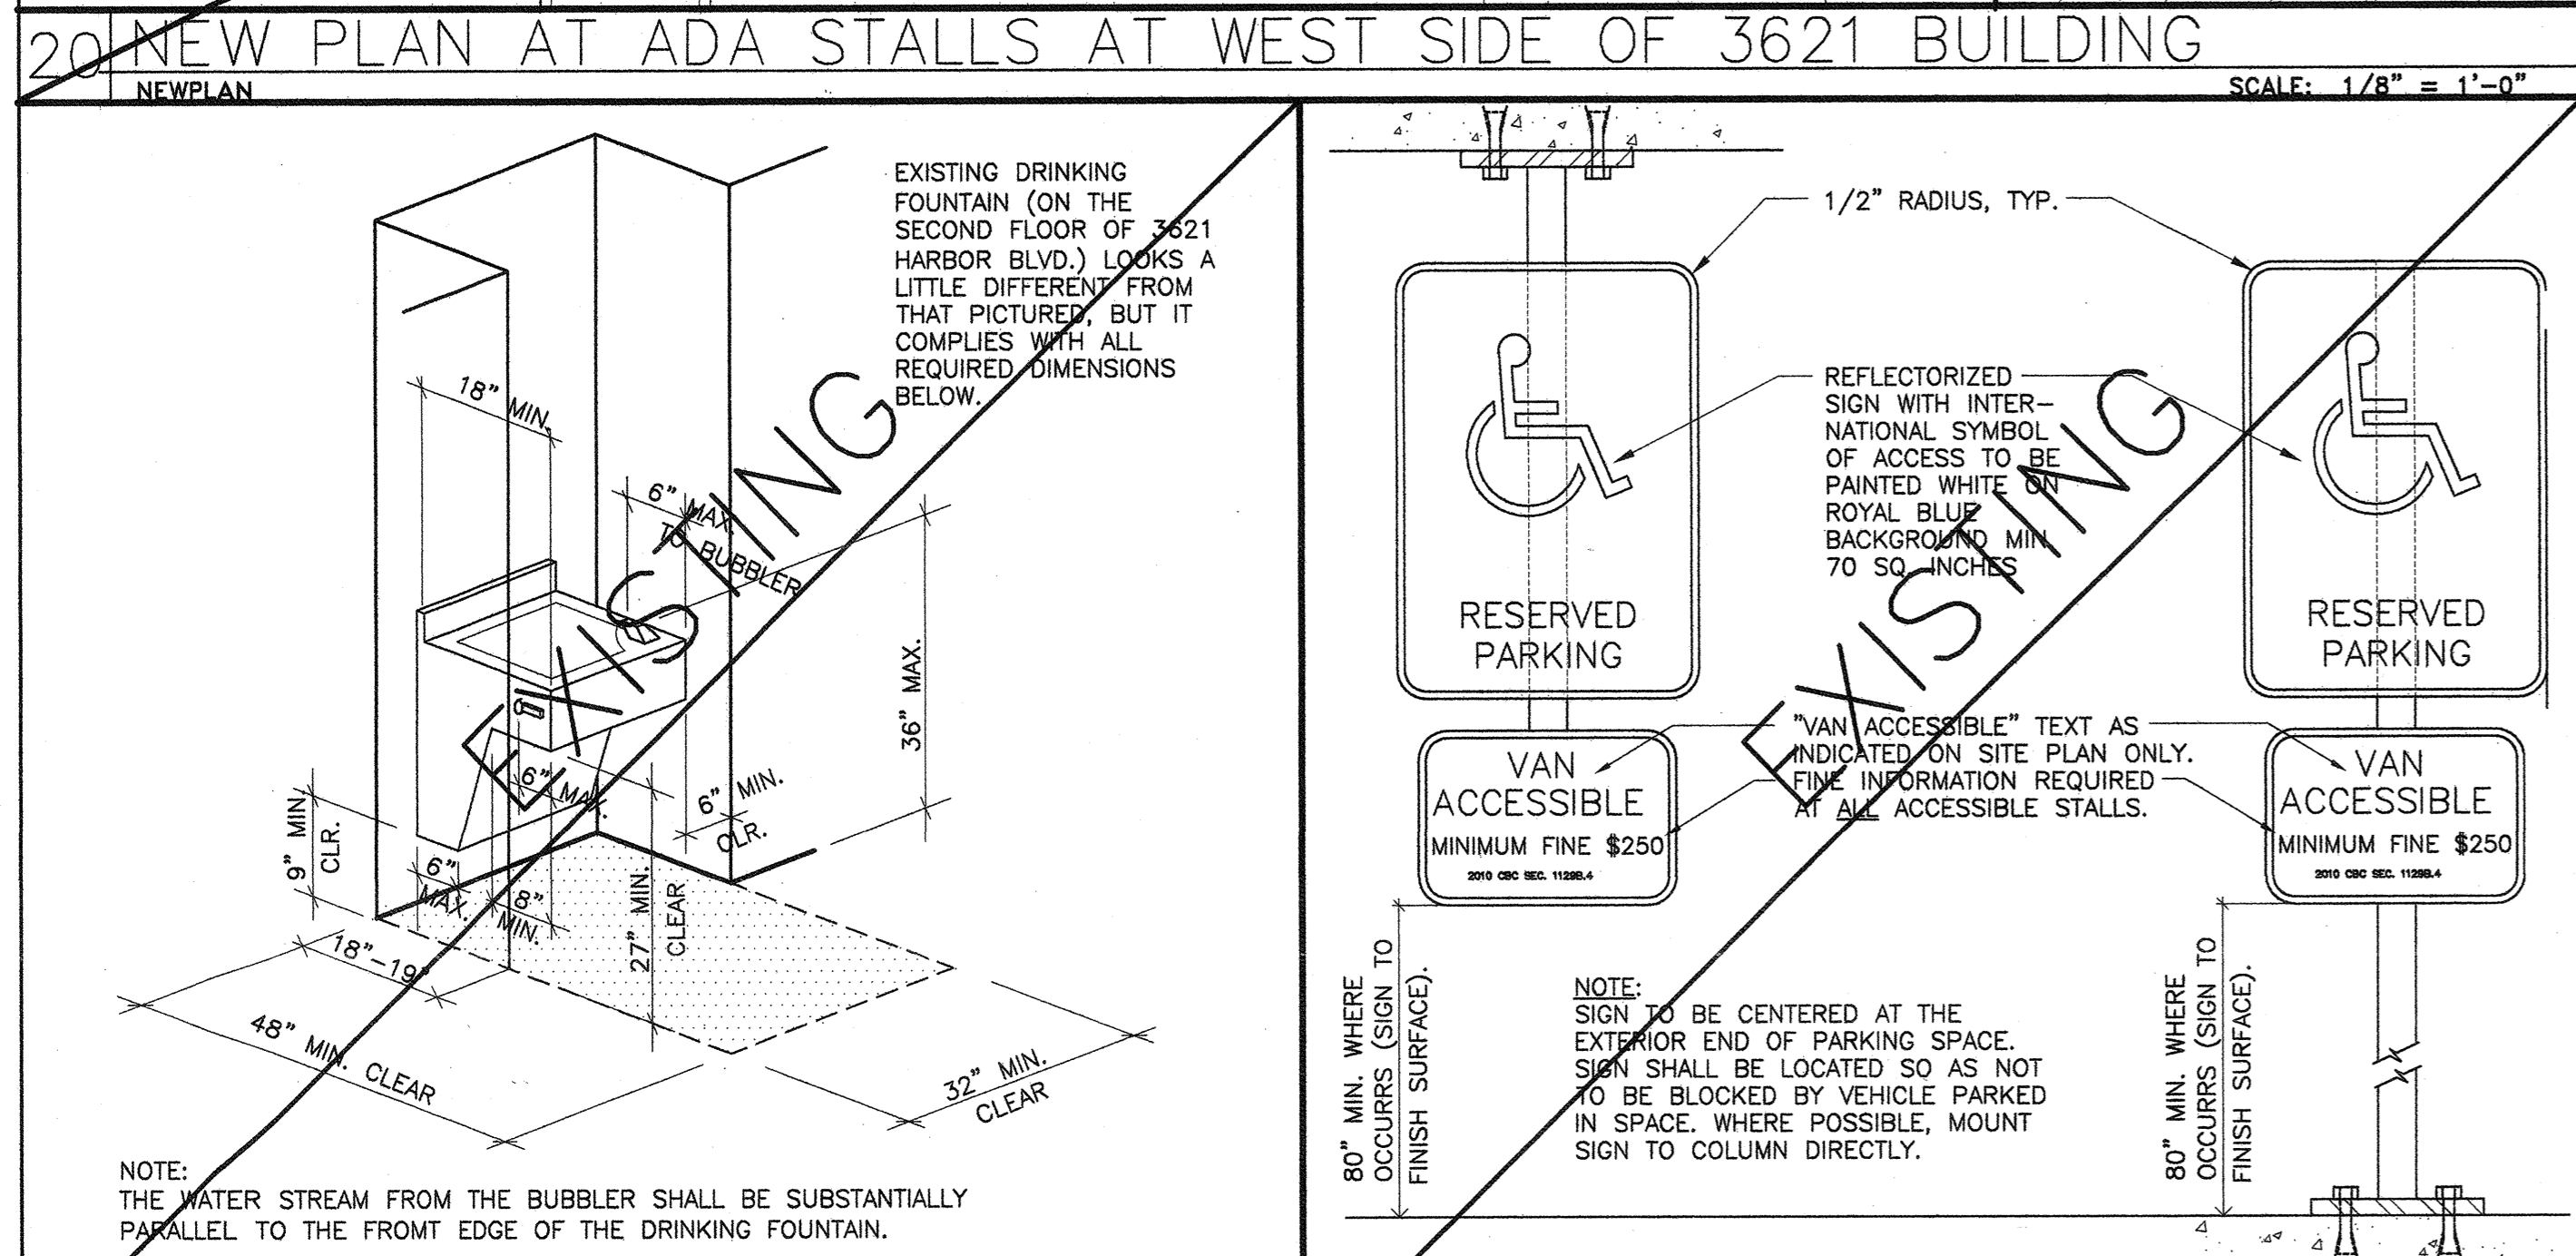 20 NEW PLAN AT ADA STALLS AT WEST SIDE OF 3621 BUILDING
NEWPLAN
SCALE: 1/8" = 1'-0"
EXISTING DRINKING
FOUNTAIN (ON THE
SECOND FLOOR OF 3621
HARBOR BLVD.) LOOKS A
LITTLE DIFFERENT FROM
THAT PICTURED, BUT IT
COMPLIES WITH ALL
REQUIRED DIMENSIONS
BELOW.
18" MIN.
6" MAX.
TO BUBBLER
EXISTING
36" MAX.
6" MAX.
6" MIN.
CLR.
9" MIN.
CLR.
6"
MAX.
8"
MIN.
27" MIN.
CLEAR
18"-19"
48" MIN. CLEAR
32" MIN.
CLEAR
NOTE:
THE WATER STREAM FROM THE BUBBLER SHALL BE SUBSTANTIALLY
PARALLEL TO THE FROMT EDGE OF THE DRINKING FOUNTAIN.
1/2" RADIUS, TYP.
REFLECTORIZED
SIGN WITH INTER-
NATIONAL SYMBOL
OF ACCESS TO BE
PAINTED WHITE ON
ROYAL BLUE
BACKGROUND MIN.
70 SQ. INCHES
EXISTING
RESERVED
PARKING
RESERVED
PARKING
"VAN ACCESSIBLE" TEXT AS
INDICATED ON SITE PLAN ONLY.
FINE INFORMATION REQUIRED
AT ALL ACCESSIBLE STALLS.
VAN
ACCESSIBLE
MINIMUM FINE $250
2010 CBC SEC. 1129B.4
VAN
ACCESSIBLE
MINIMUM FINE $250
2010 CBC SEC. 1129B.4
80" MIN. WHERE
OCCURRS (SIGN TO
FINISH SURFACE).
NOTE:
SIGN TO BE CENTERED AT THE
EXTERIOR END OF PARKING SPACE.
SIGN SHALL BE LOCATED SO AS NOT
TO BE BLOCKED BY VEHICLE PARKED
IN SPACE. WHERE POSSIBLE, MOUNT
SIGN TO COLUMN DIRECTLY.
80" MIN. WHERE
OCCURRS (SIGN TO
FINISH SURFACE).